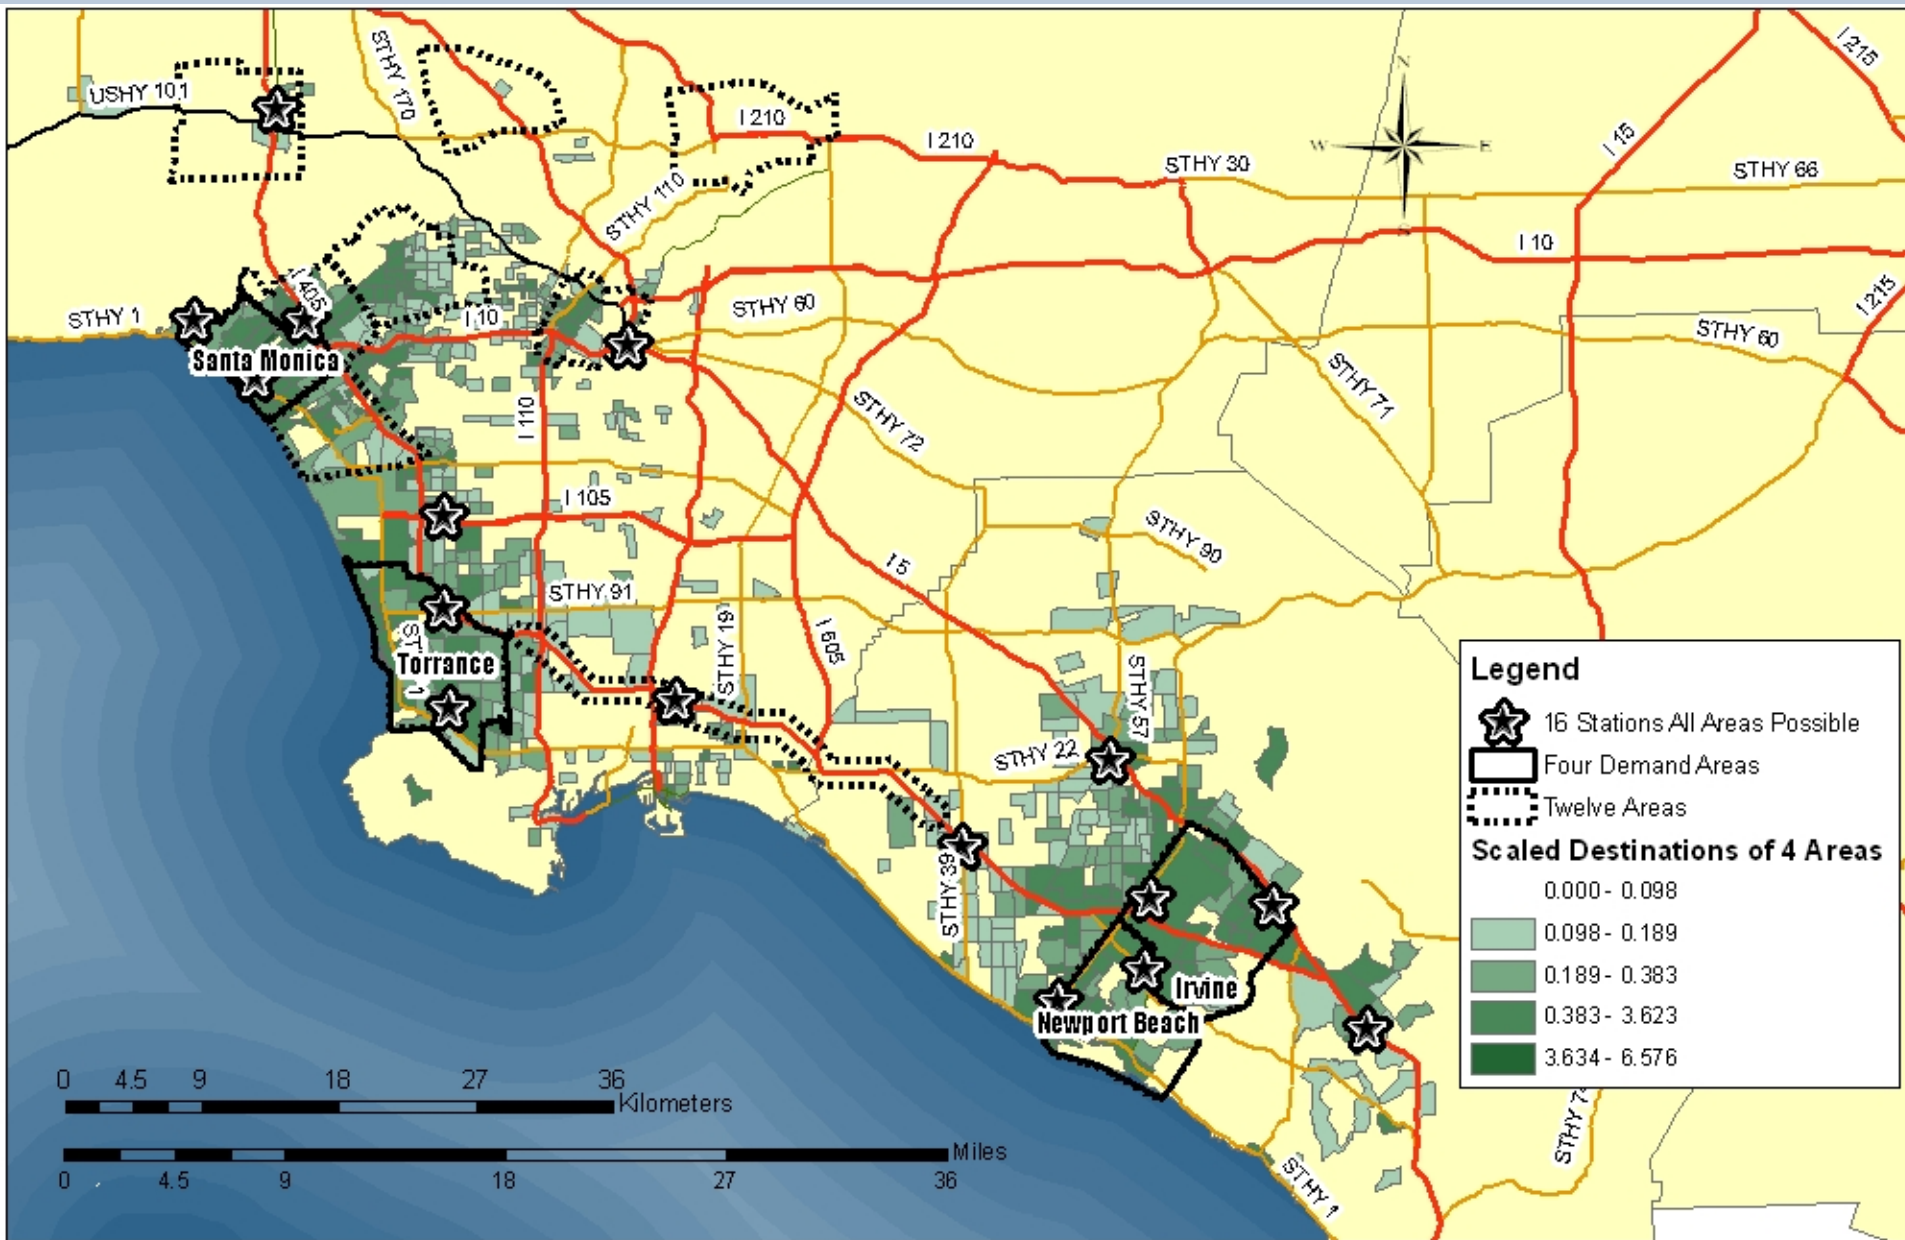 STHY 170
USHY 101
I 210
I 210
I 215
I 15
N
W
E
S
STHY 30
STHY 66
STHY 110
I 10
I 405
STHY 1
I 10
STHY 60
I 215
STHY 60
Santa Monica
STHY 71
I 110
STHY 72
I 105
STHY 90
I 5
STHY 91
STHY 19
I 605
ST
1
Torrance
STHY 57
STHY 22
STHY 39
Irvine
Newport Beach
STHY 1
STHY 74
Legend
16 Stations All Areas Possible
Four Demand Areas
Twelve Areas
Scaled Destinations of 4 Areas
0.000 - 0.098
0.098 - 0.189
0.189 - 0.383
0.383 - 3.623
3.634 - 6.576
0 4.5 9 18 27 36
Kilometers
Miles
0 4.5 9 18 27 36